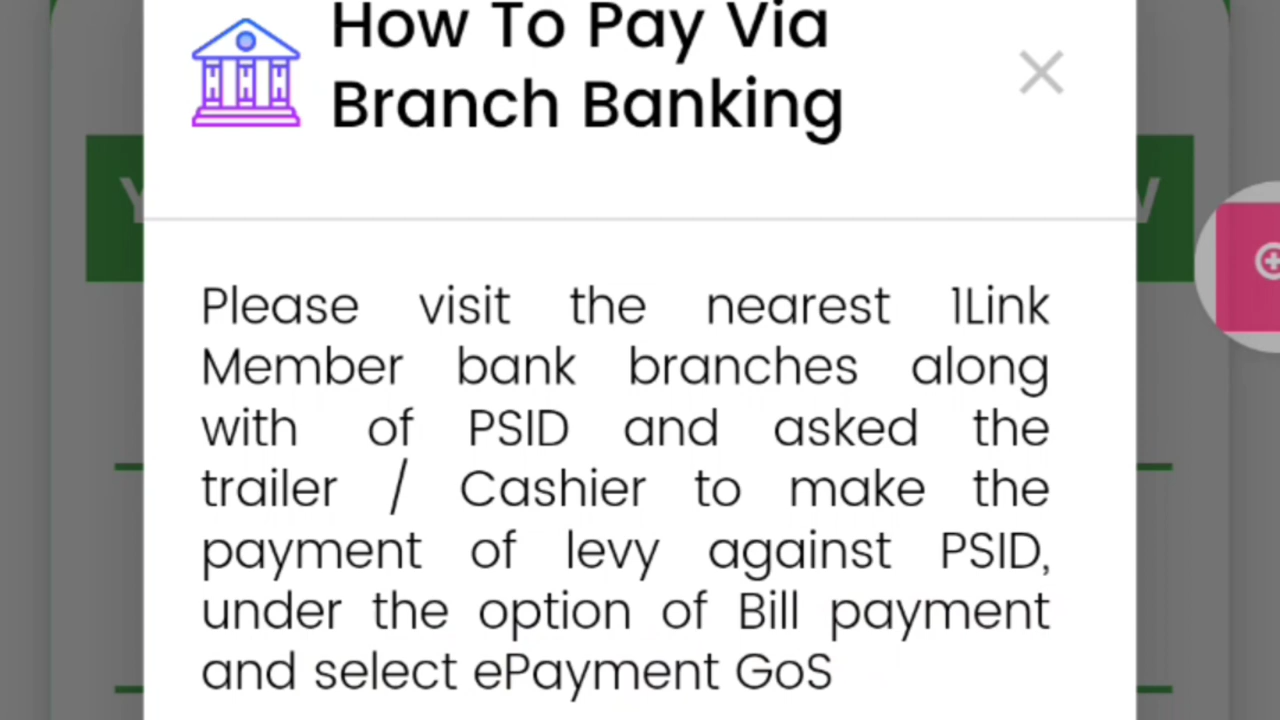 How To Pay Via
Branch Banking
Please visit the nearest 1Link
Member bank branches along
with of PSID and asked the
trailer / Cashier to make the
payment of levy against PSID,
under the option of Bill payment
and select ePayment GoS